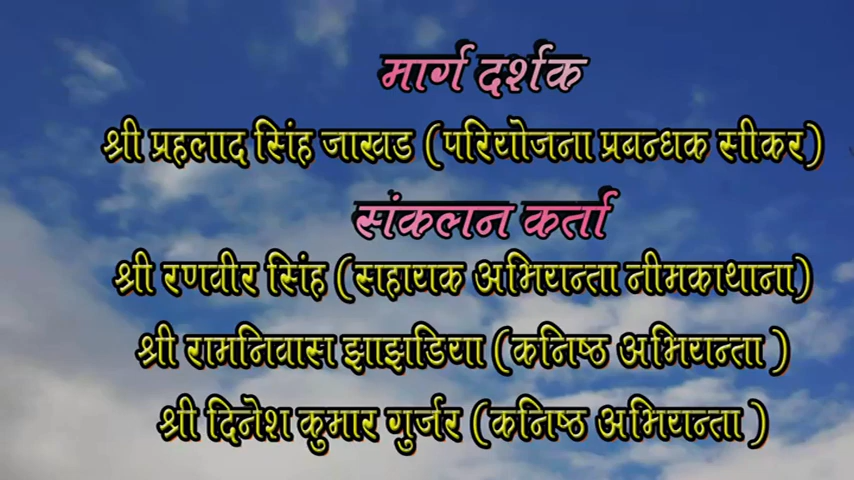 मार्ग दर्शक
श्री प्रहलाद सिंह जाखड (परियोजना प्रबन्धक सीकर)
संकलन कर्ता
श्री रणवीर सिंह (सहायक अभियन्ता नीमकाथाना)
श्री रामनिवास झाझडिया (कनिष्ठ अभियन्ता )
श्री दिनेश कुमार गुर्जर (कनिष्ठ अभियन्ता )